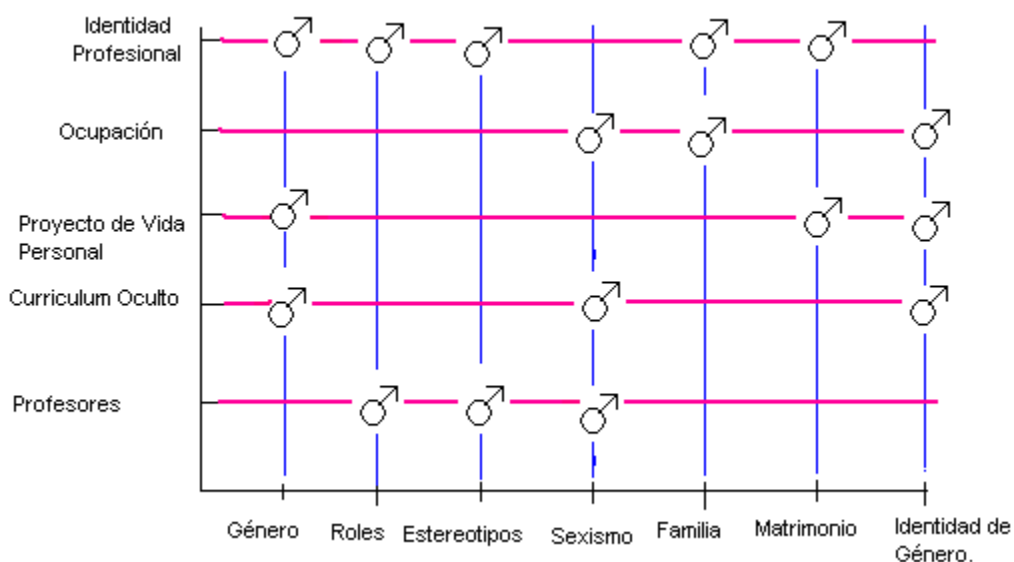 Identidad
Profesional
Ocupación
Proyecto de Vida
Personal
Curriculum Oculto
Profesores
Género
Roles
Estereotipos
Sexismo
Familia
Matrimonio
Identidad de
Género.